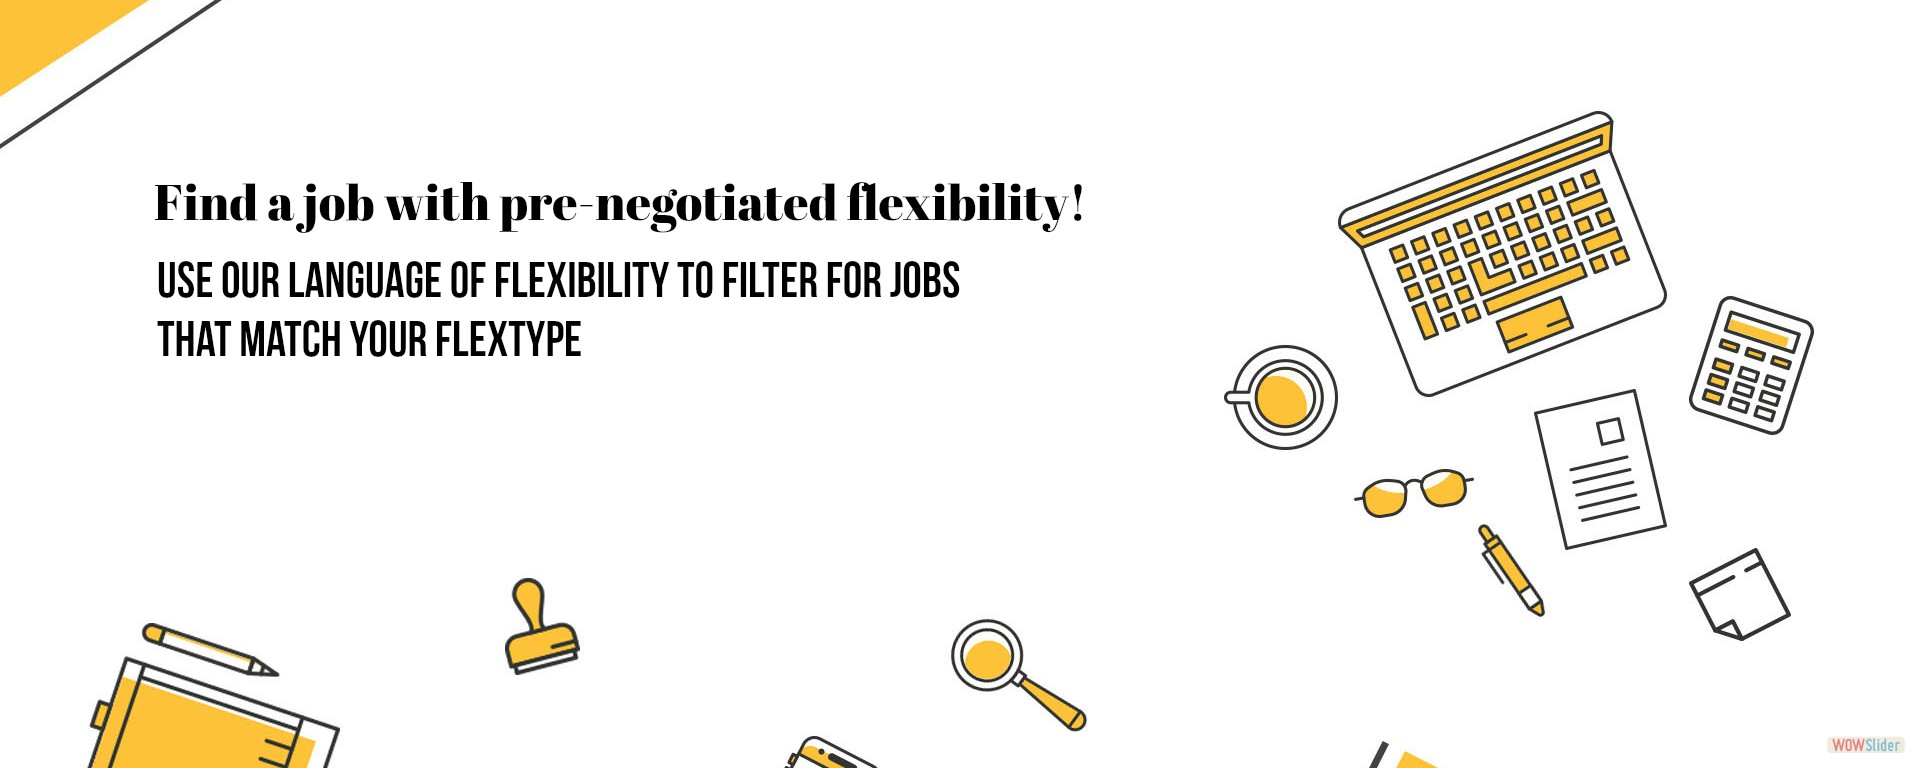 Find a job with pre-negotiated flexibility!
USE OUR LANGUAGE OF FLEXIBILITY TO FILTER FOR JOBS
THAT MATCH YOUR FLEXTYPE
WOWSlider